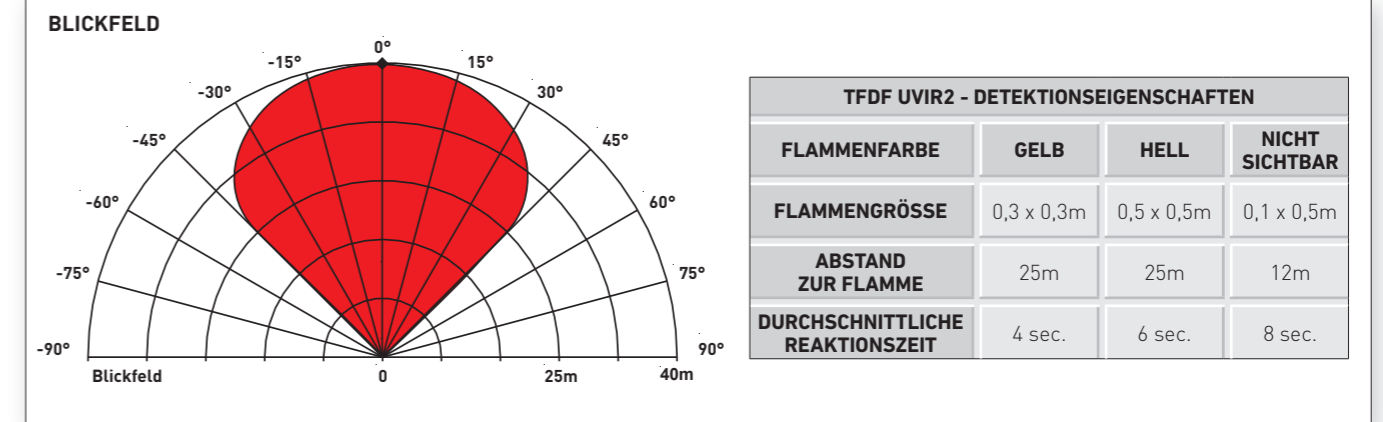 BLICKFELD
0°
-15°
15°
-30°
30°
-45°
45°
-60°
60°
-75°
75°
-90°
90°
Blickfeld
0
25m
40m
TFDF UVIR2 - DETEKTIONSEIGENSCHAFTEN
FLAMMENFARBE
GELB
HELL
NICHT
SICHTBAR
FLAMMENGRÖSSE
0,3 x 0,3m
0,5 x 0,5m
0,1 x 0,5m
ABSTAND
ZUR FLAMME
25m
25m
12m
DURCHSCHNITTLICHE
REAKTIONSZEIT
4 sec.
6 sec.
8 sec.